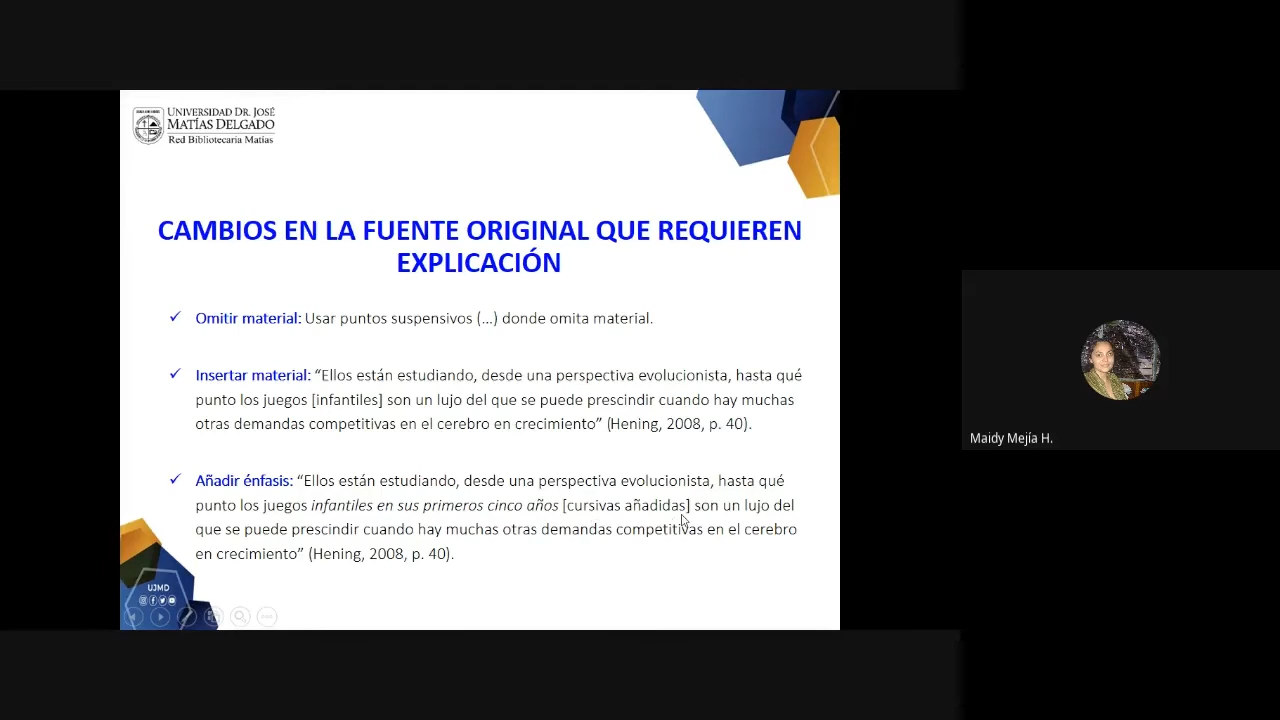 UNIVERSIDAD DR. JOSÉ
MATÍAS DELGADO
Red Bibliotecaria Matías
CAMBIOS EN LA FUENTE ORIGINAL QUE REQUIEREN
EXPLICACIÓN
✓ Omitir material: Usar puntos suspensivos (...) donde omita material.
✓ Insertar material: “Ellos están estudiando, desde una perspectiva evolucionista, hasta qué
punto los juegos [infantiles] son un lujo del que se puede prescindir cuando hay muchas
otras demandas competitivas en el cerebro en crecimiento” (Hening, 2008, p. 40).
✓ Añadir énfasis: “Ellos están estudiando, desde una perspectiva evolucionista, hasta qué
punto los juegos infantiles en sus primeros cinco años [cursivas añadidas] son un lujo del
que se puede prescindir cuando hay muchas otras demandas competitivas en el cerebro
en crecimiento” (Hening, 2008, p. 40).
UJMD
Maidy Mejía H.